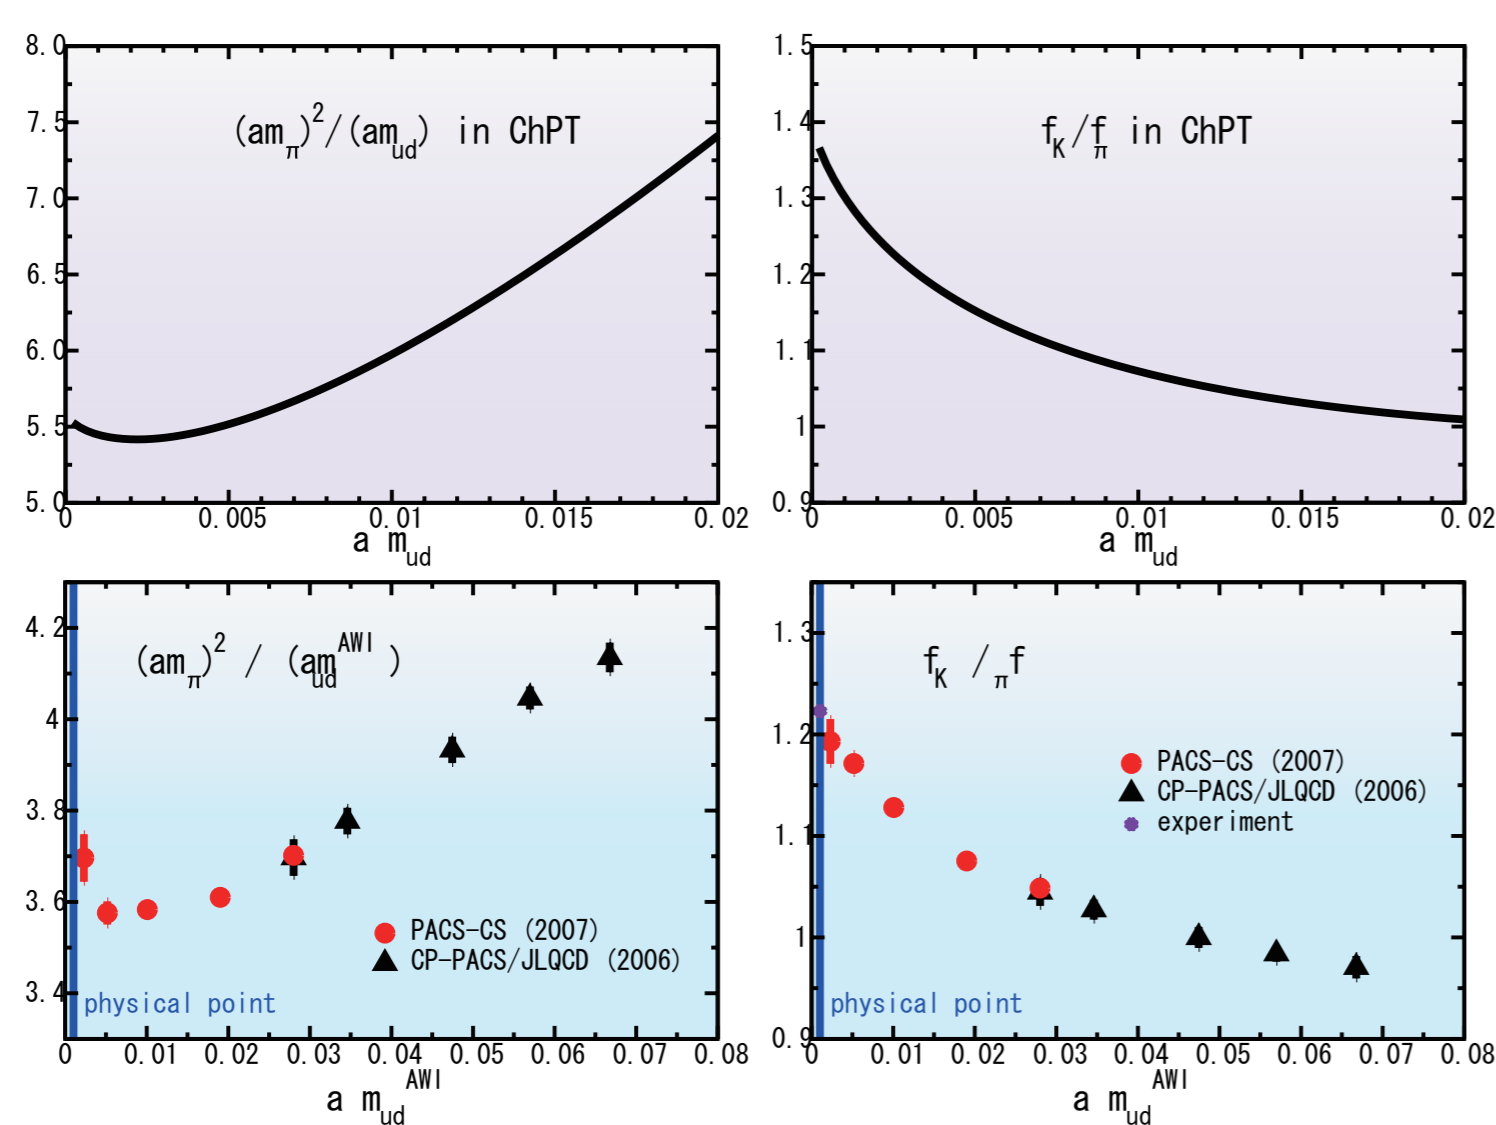 (amπ)²/(amud) in ChPT
8.0
7.5
7.0
6.5
6.0
5.5
5.0
0 0.005 0.01 0.015 0.02
a mud
fK/fπ in ChPT
1.5
1.4
1.3
1.2
1.1
1
0.9
0 0.005 0.01 0.015 0.02
a mud
(amπ)² / (amudAWI )
4.2
4
3.8
3.6
3.4
PACS-CS (2007)
CP-PACS/JLQCD (2006)
physical point
0 0.01 0.02 0.03 0.04 0.05 0.06 0.07 0.08
a mudAWI
fK / πf
1.3
1.2
1.1
1
0.9
PACS-CS (2007)
CP-PACS/JLQCD (2006)
experiment
physical point
0 0.01 0.02 0.03 0.04 0.05 0.06 0.07 0.08
a mudAWI